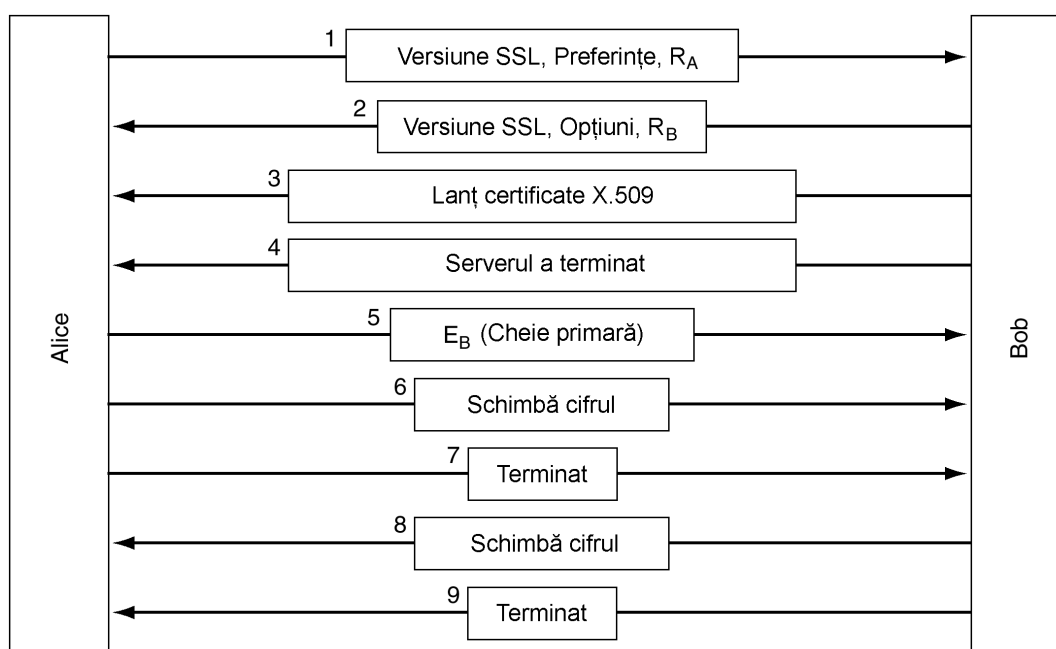 1 Versiune SSL, Preferințe, R_A
2 Versiune SSL, Opțiuni, R_B
3 Lanț certificate X.509
4 Serverul a terminat
5 E_B (Cheie primară)
6 Schimbă cifrul
7 Terminat
8 Schimbă cifrul
9 Terminat
Alice
Bob